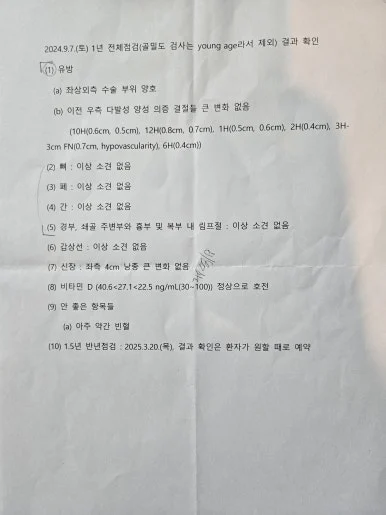 2024.9.7.(토) 1년 전체점검(골밀도 검사는 young age라서 제외) 결과 확인
(1) 유방
(a) 좌상외측 수술 부위 양호
(b) 이전 우측 다발성 양성 의증 결절들 큰 변화 없음
(10H(0.6cm, 0.5cm), 12H(0.8cm, 0.7cm), 1H(0.5cm, 0.6cm), 2H(0.4cm), 3H-
3cm FN(0.7cm, hypovascularity), 6H(0.4cm))
(2) 뼈 : 이상 소견 없음
(3) 폐 : 이상 소견 없음
(4) 간 : 이상 소견 없음
(5) 경부, 쇄골 주변부와 흉부 및 복부 내 림프절 : 이상 소견 없음
(6) 갑상선 : 이상 소견 없음
(7) 신장 : 좌측 4cm 낭종 큰 변화 없음
(8) 비타민 D (40.6<27.1<22.5 ng/mL(30~100)) 정상으로 호전
(9) 안 좋은 항목들
(a) 아주 약간 빈혈
(10) 1.5년 반년점검 : 2025.3.20.(목), 결과 확인은 환자가 원할 때로 예약